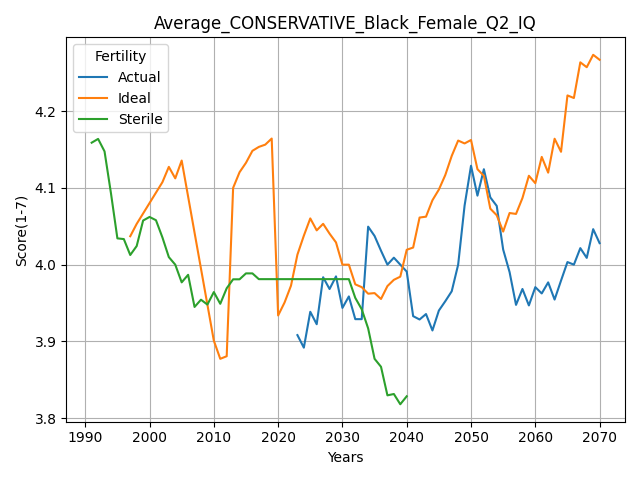 Average_CONSERVATIVE_Black_Female_Q2_IQ
Fertility
Actual
Ideal
Sterile
Score(1-7)
4.2
4.1
4.0
3.9
3.8
1990 2000 2010 2020 2030 2040 2050 2060 2070
Years